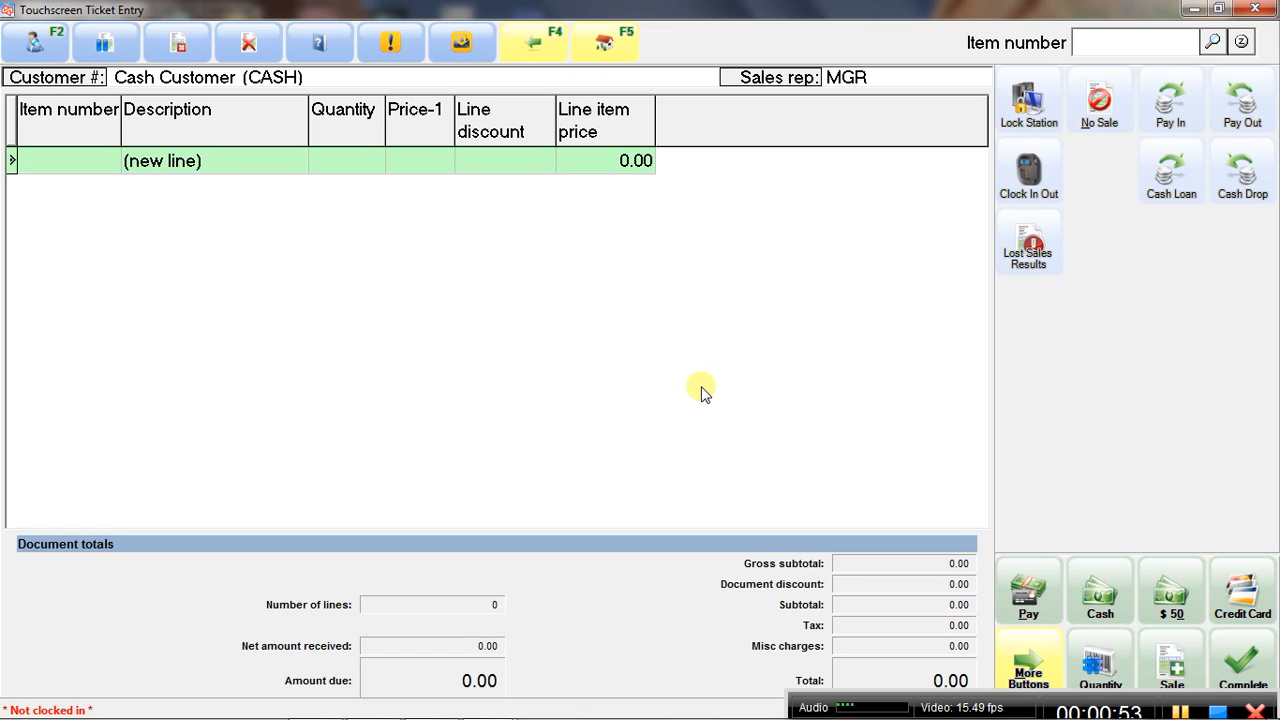 Touchscreen Ticket Entry
F2 F4 F5 Item number
Customer #: Cash Customer (CASH) Sales rep: MGR
Item number Description Quantity Price-1 Line discount Line item price
(new line) 0.00
Lock Station No Sale Pay In Pay Out
Clock In Out Cash Loan Cash Drop
Lost Sales Results
Document totals
Gross subtotal: 0.00
Document discount: 0.00
Number of lines: 0 Subtotal: 0.00
Tax: 0.00
Net amount received: 0.00 Misc charges: 0.00
Amount due: 0.00 Total: 0.00
Pay Cash $ 50 Credit Card
More Buttons Quantity Sale Complete
* Not clocked in *
Audio Video: 15.49 fps 00:00:53